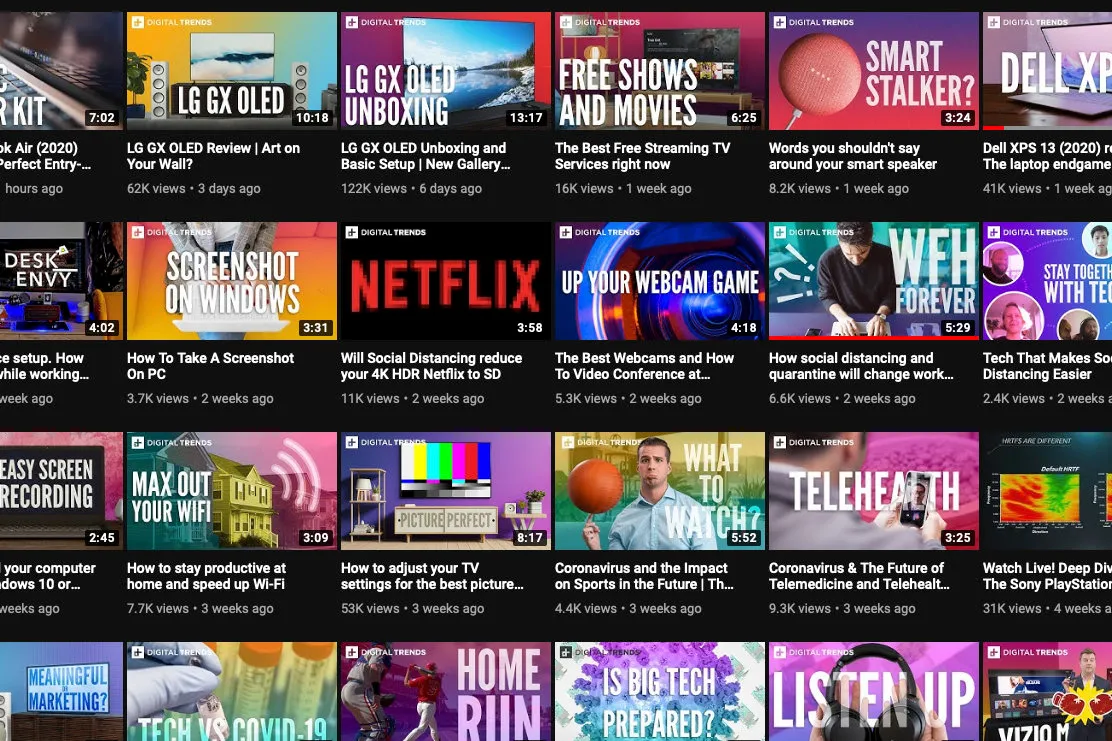 R KIT
7:02
DIGITAL TRENDS
LG GX OLED
10:18
DIGITAL TRENDS
LG GX OLED
UNBOXING
13:17
DIGITAL TRENDS
FREE SHOWS
AND MOVIES
6:25
DIGITAL TRENDS
SMART
STALKER?
3:24
DIGITAL TRENDS
DELL XP
ok Air (2020)
Perfect Entry-...
hours ago
LG GX OLED Review | Art on
Your Wall?
62K views • 3 days ago
LG GX OLED Unboxing and
Basic Setup | New Gallery...
122K views • 6 days ago
The Best Free Streaming TV
Services right now
16K views • 1 week ago
Words you shouldn't say
around your smart speaker
8.2K views • 1 week ago
Dell XPS 13 (2020) re
The laptop endgame
41K views • 1 week ag
DESK
ENVY
4:02
DIGITAL TRENDS
SCREENSHOT
ON WINDOWS
3:31
DIGITAL TRENDS
NETFLIX
3:58
DIGITAL TRENDS
UP YOUR WEBCAM GAME
4:18
DIGITAL TRENDS
!?!
WFH
FOREVER
5:29
DIGITAL TRENDS
STAY TOGETH
WITH TEC
ce setup. How
while working...
week ago
How To Take A Screenshot
On PC
3.7K views • 2 weeks ago
Will Social Distancing reduce
your 4K HDR Netflix to SD
11K views • 2 weeks ago
The Best Webcams and How
To Video Conference at...
5.3K views • 2 weeks ago
How social distancing and
quarantine will change work...
6.6K views • 2 weeks ago
Tech That Makes Soc
Distancing Easier
2.4K views • 2 weeks a
EASY SCREEN
RECORDING
2:45
DIGITAL TRENDS
MAX OUT
YOUR WIFI
3:09
DIGITAL TRENDS
PICTURE PERFECT
8:17
DIGITAL TRENDS
WHAT
TO
WATCH?
5:52
DIGITAL TRENDS
TELEHEALTH
3:25
HRTFS ARE DIFFERENT
Default HRTF
Frequency
Direction
your computer
ndows 10 or...
weeks ago
How to stay productive at
home and speed up Wi-Fi
7.7K views • 3 weeks ago
How to adjust your TV
settings for the best picture...
53K views • 3 weeks ago
Coronavirus and the Impact
on Sports in the Future | Th...
4.4K views • 3 weeks ago
Coronavirus & The Future of
Telemedicine and Telehealt...
9.3K views • 3 weeks ago
Watch Live! Deep Div
The Sony PlayStation
31K views • 4 weeks a
MEANINGFUL
MARKETING?
DIGITAL TRENDS
TECH VS COVID-19
DIGITAL TRENDS
HOME
RUN
DIGITAL TRENDS
IS BIG TECH
PREPARED?
DIGITAL TRENDS
LISTEN UP
DIGITAL TRENDS
VIZIO M